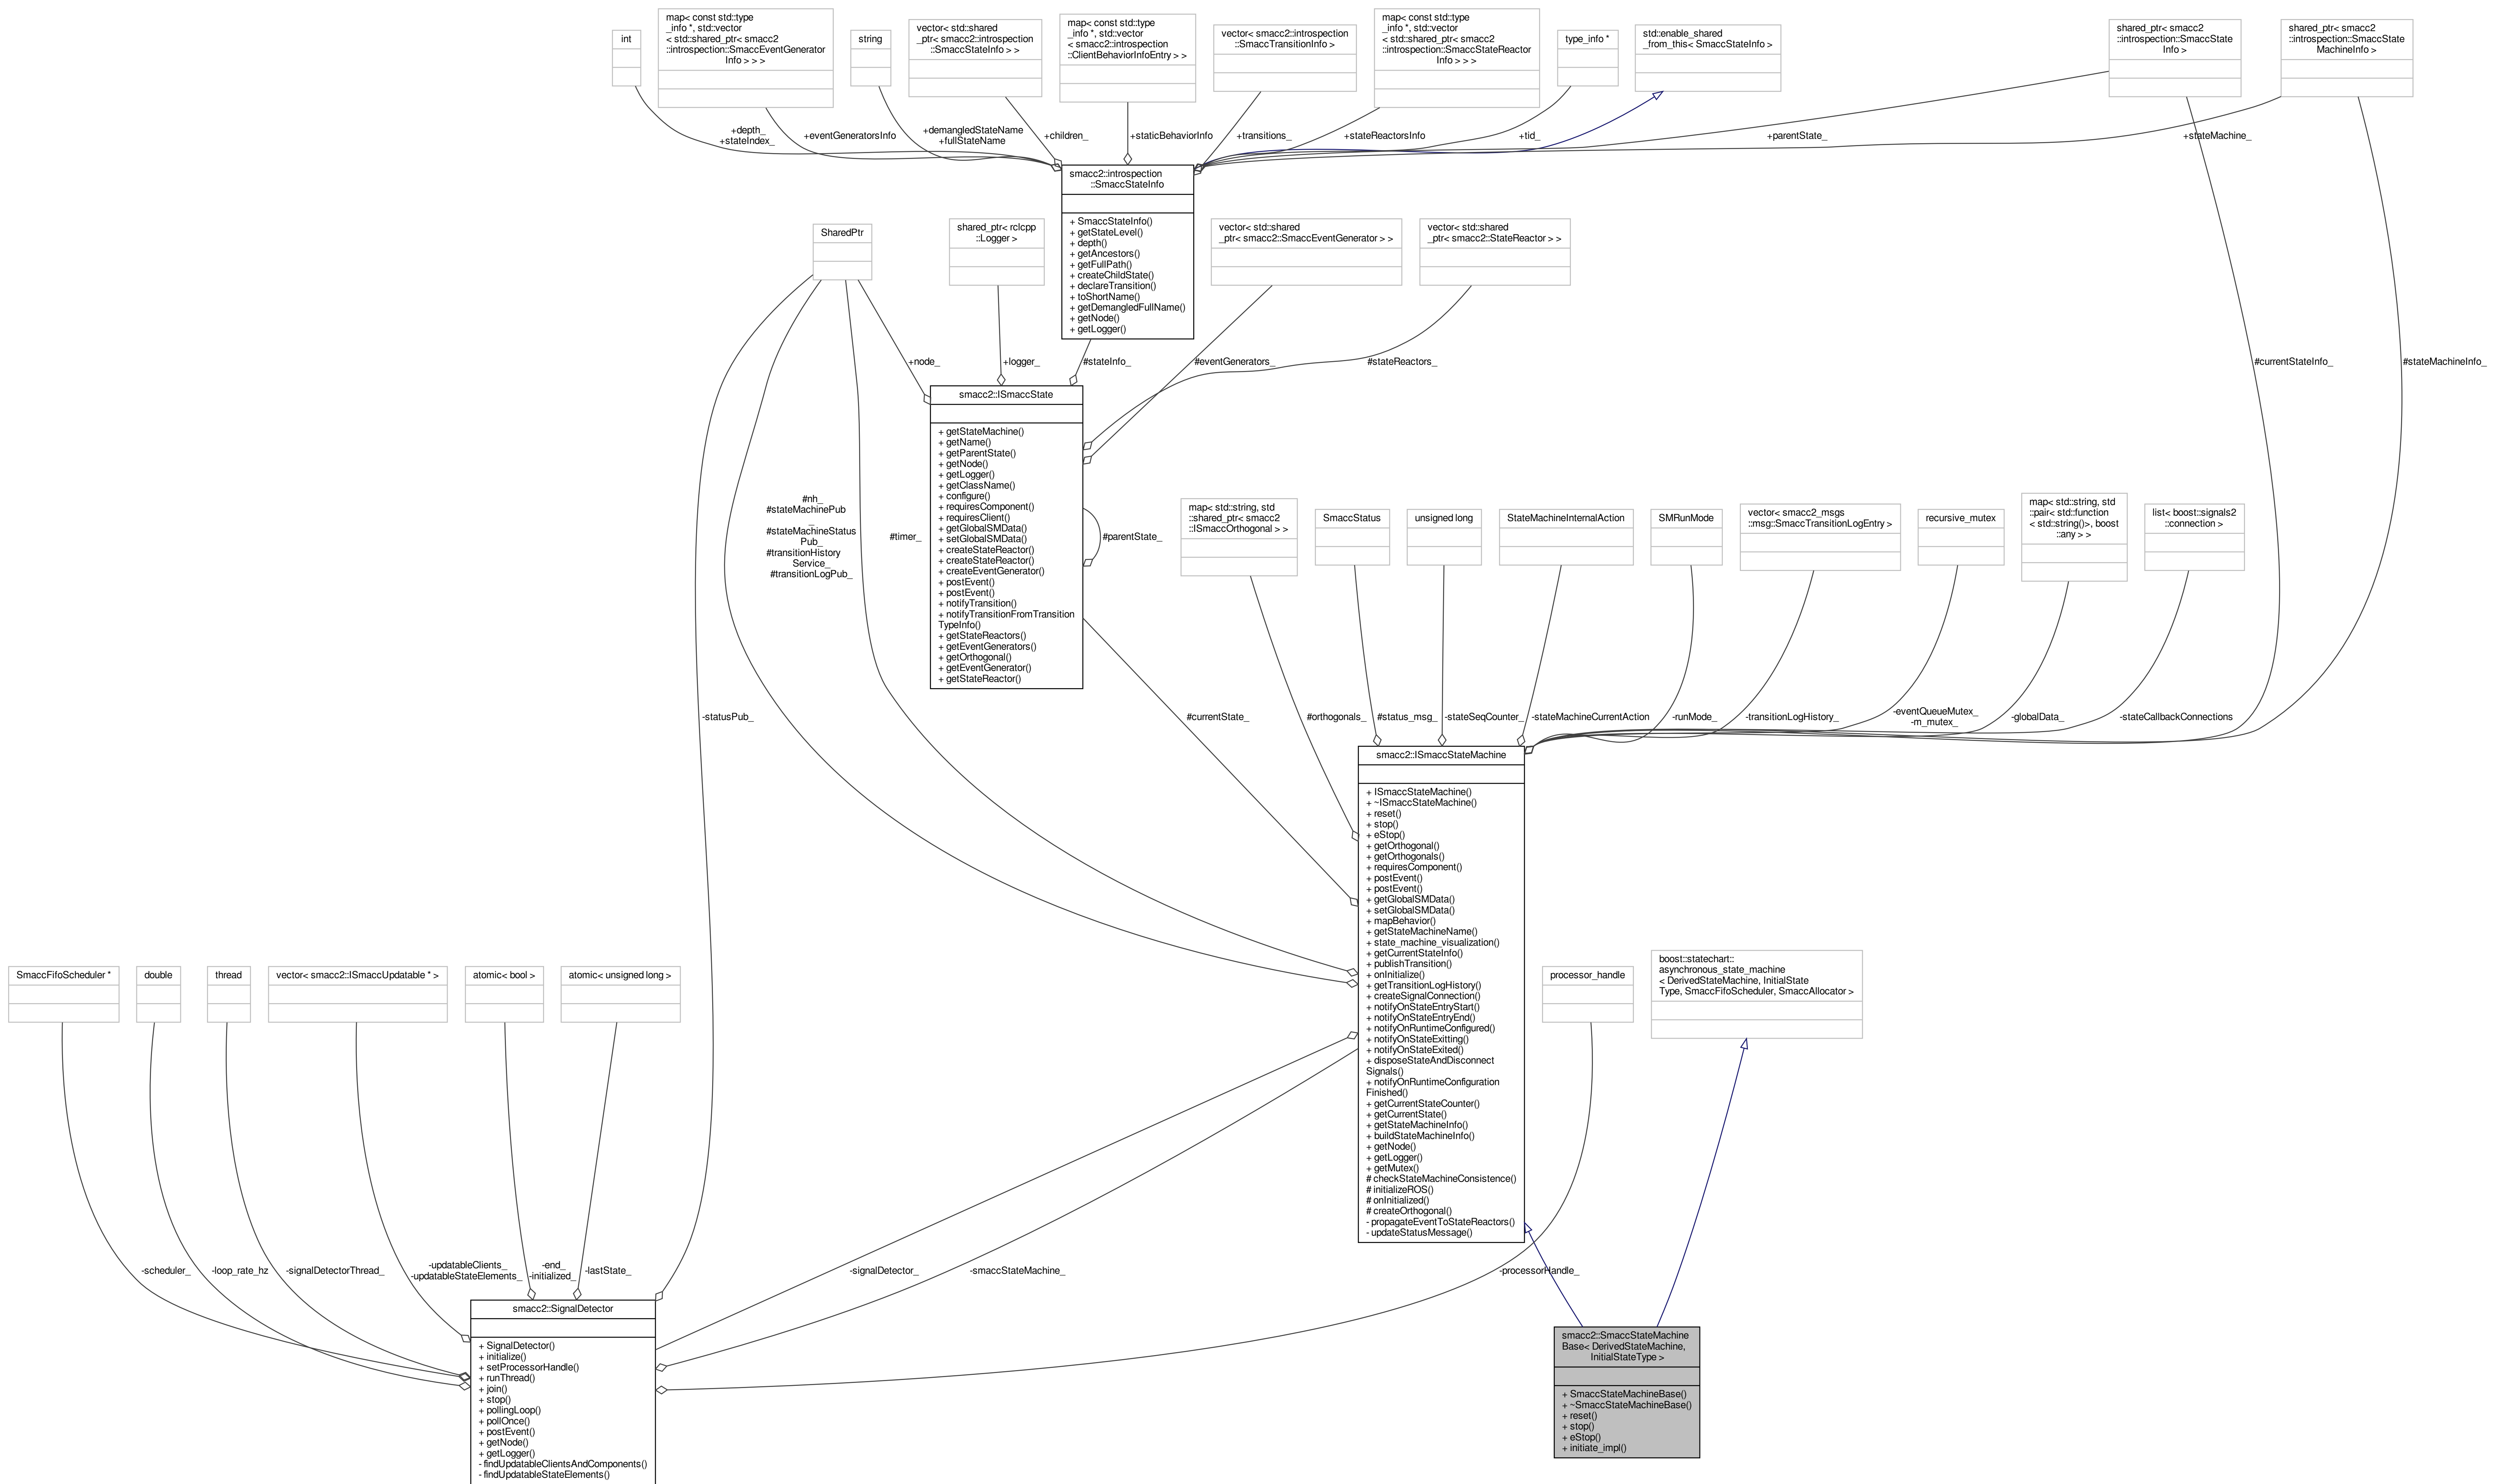 int
map< const std::type
_info *, std::vector
< std::shared_ptr< smacc2
::introspection::SmaccEventGenerator
Info > > >
string
vector< std::shared
_ptr< smacc2::introspection
::SmaccStateInfo > >
map< const std::type
_info *, std::vector
< smacc2::introspection
::ClientBehaviorInfoEntry > >
vector< smacc2::introspection
::SmaccTransitionInfo >
map< const std::type
_info *, std::vector
< std::shared_ptr< smacc2
::introspection::SmaccStateReactor
Info > > >
type_info *
std::enable_shared
_from_this< SmaccStateInfo >
shared_ptr< smacc2
::introspection::SmaccState
Info >
shared_ptr< smacc2
::introspection::SmaccState
MachineInfo >
+depth_
+stateIndex_
+eventGeneratorsInfo
+demangledStateName
+fullStateName
+children_
+staticBehaviorInfo
+transitions_
+stateReactorsInfo
+tid_
+parentState_
+stateMachine_
smacc2::introspection
::SmaccStateInfo
+ SmaccStateInfo()
+ getStateLevel()
+ depth()
+ getAncestors()
+ getFullPath()
+ createChildState()
+ declareTransition()
+ toShortName()
+ getDemangledFullName()
+ getNode()
+ getLogger()
SharedPtr
shared_ptr< rclcpp
::Logger >
vector< std::shared
_ptr< smacc2::SmaccEventGenerator > >
vector< std::shared
_ptr< smacc2::StateReactor > >
+node_
+logger_
#stateInfo_
#eventGenerators_
#stateReactors_
#currentStateInfo_
#stateMachineInfo_
smacc2::ISmaccState
+ getStateMachine()
+ getName()
+ getParentState()
+ getNode()
+ getLogger()
+ getClassName()
+ configure()
+ requiresComponent()
+ requiresClient()
+ getGlobalSMData()
+ setGlobalSMData()
+ createStateReactor()
+ createStateReactor()
+ createEventGenerator()
+ postEvent()
+ postEvent()
+ notifyTransition()
+ notifyTransitionFromTransition
TypeInfo()
+ getStateReactors()
+ getEventGenerators()
+ getOrthogonal()
+ getEventGenerator()
+ getStateReactor()
#nh_
#stateMachinePub
_
#stateMachineStatus
Pub_
#transitionHistory
Service_
#transitionLogPub_
#timer_
#parentState_
map< std::string, std
::shared_ptr< smacc2
::ISmaccOrthogonal > >
SmaccStatus
unsigned long
StateMachineInternalAction
SMRunMode
vector< smacc2_msgs
::msg::SmaccTransitionLogEntry >
recursive_mutex
map< std::string, std
::pair< std::function
< std::string()>, boost
::any > >
list< boost::signals2
::connection >
-statusPub_
#currentState_
#orthogonals_
#status_msg_
-stateSeqCounter_
-stateMachineCurrentAction
-runMode_
-transitionLogHistory_
-eventQueueMutex_
-m_mutex_
-globalData_
-stateCallbackConnections
smacc2::ISmaccStateMachine
+ ISmaccStateMachine()
+ ~ISmaccStateMachine()
+ reset()
+ stop()
+ eStop()
+ getOrthogonal()
+ getOrthogonals()
+ requiresComponent()
+ postEvent()
+ postEvent()
+ getGlobalSMData()
+ setGlobalSMData()
+ mapBehavior()
+ getStateMachineName()
+ state_machine_visualization()
+ getCurrentStateInfo()
+ publishTransition()
+ onInitialize()
+ getTransitionLogHistory()
+ createSignalConnection()
+ notifyOnStateEntryStart()
+ notifyOnStateEntryEnd()
+ notifyOnRuntimeConfigured()
+ notifyOnStateExitting()
+ notifyOnStateExited()
+ disposeStateAndDisconnect
Signals()
+ notifyOnRuntimeConfiguration
Finished()
+ getCurrentStateCounter()
+ getCurrentState()
+ getStateMachineInfo()
+ buildStateMachineInfo()
+ getNode()
+ getLogger()
+ getMutex()
# checkStateMachineConsistence()
# initializeROS()
# onInitialized()
# createOrthogonal()
- propagateEventToStateReactors()
- updateStatusMessage()
SmaccFifoScheduler *
double
thread
vector< smacc2::ISmaccUpdatable * >
atomic< bool >
atomic< unsigned long >
processor_handle
boost::statechart::
asynchronous_state_machine
< DerivedStateMachine, InitialState
Type, SmaccFifoScheduler, SmaccAllocator >
-scheduler_
-loop_rate_hz
-signalDetectorThread_
-updatableClients_
-updatableStateElements_
-end_
-initialized_
-lastState_
-signalDetector_
-smaccStateMachine_
-processorHandle_
smacc2::SignalDetector
+ SignalDetector()
+ initialize()
+ setProcessorHandle()
+ runThread()
+ join()
+ stop()
+ pollingLoop()
+ pollOnce()
+ postEvent()
+ getNode()
+ getLogger()
- findUpdatableClientsAndComponents()
- findUpdatableStateElements()
smacc2::SmaccStateMachine
Base< DerivedStateMachine,
InitialStateType >
+ SmaccStateMachineBase()
+ ~SmaccStateMachineBase()
+ reset()
+ stop()
+ eStop()
+ initiate_impl()